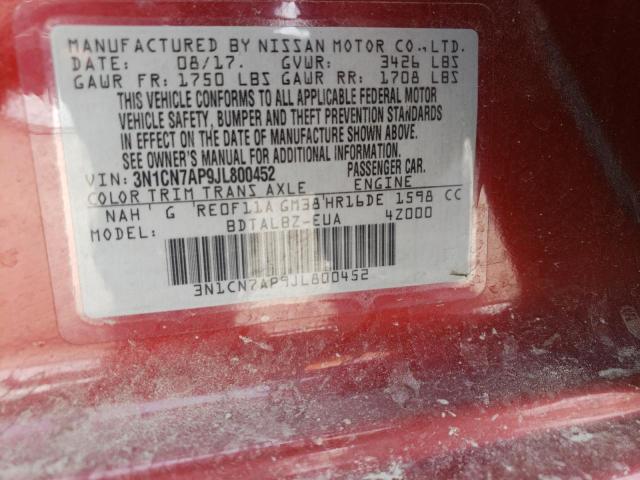 MANUFACTURED BY NISSAN MOTOR CO.,LTD.
DATE: 08/17. GVWR: 3426 LBS
GAWR FR: 1750 LBS GAWR RR: 1708 LBS
THIS VEHICLE CONFORMS TO ALL APPLICABLE FEDERAL MOTOR
VEHICLE SAFETY, BUMPER AND THEFT PREVENTION STANDARDS
IN EFFECT ON THE DATE OF MANUFACTURE SHOWN ABOVE.
SEE OWNER'S MANUAL FOR ADDITIONAL INFORMATION.
VIN: 3N1CN7AP9JL800452 PASSENGER CAR.
COLOR TRIM TRANS AXLE ENGINE
NAH G RE0F11A GM38 HR16DE 1598 CC
MODEL: BDTALBZ-EUA 4Z000
3N1CN7AP9JL800452